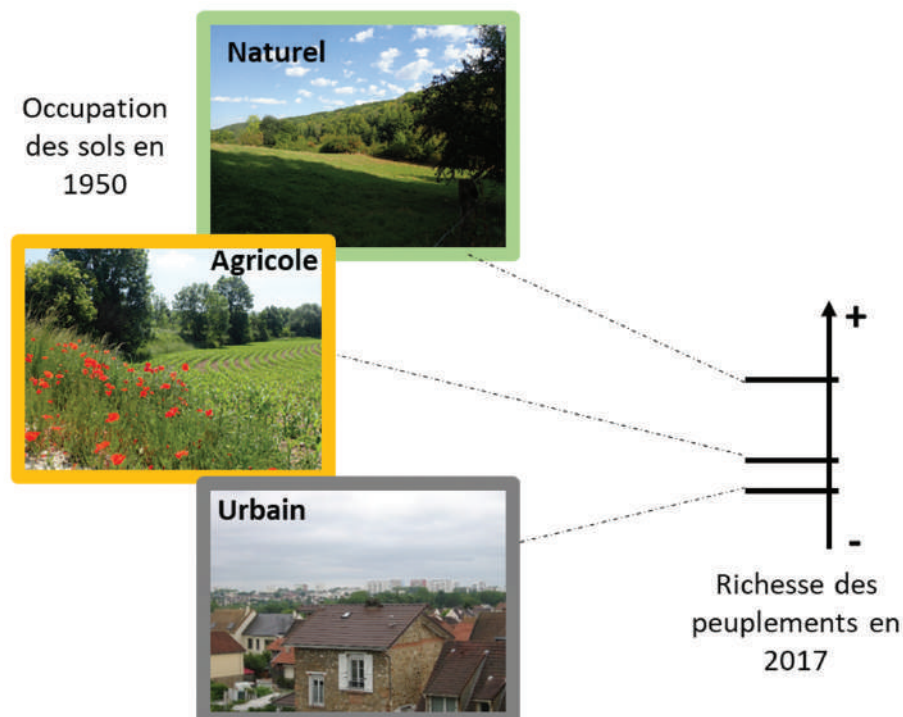 Naturel
Occupation
des sols en
1950
Agricole
Urbain
+
-
Richesse des
peuplements en
2017